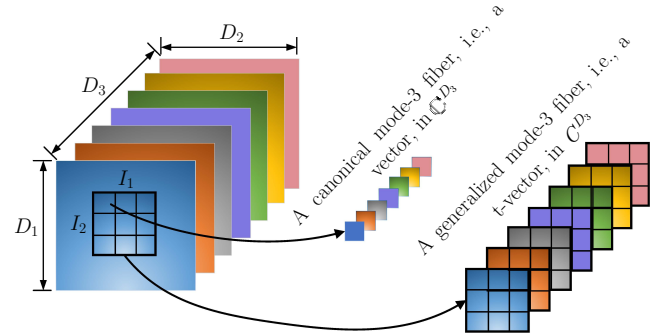 D₂
D₃
D₁
I₁
I₂
A canonical mode-3 fiber, i.e., a
vector, in ℂ^{D₃}
A generalized mode-3 fiber, i.e., a
t-vector, in C^{D₃}